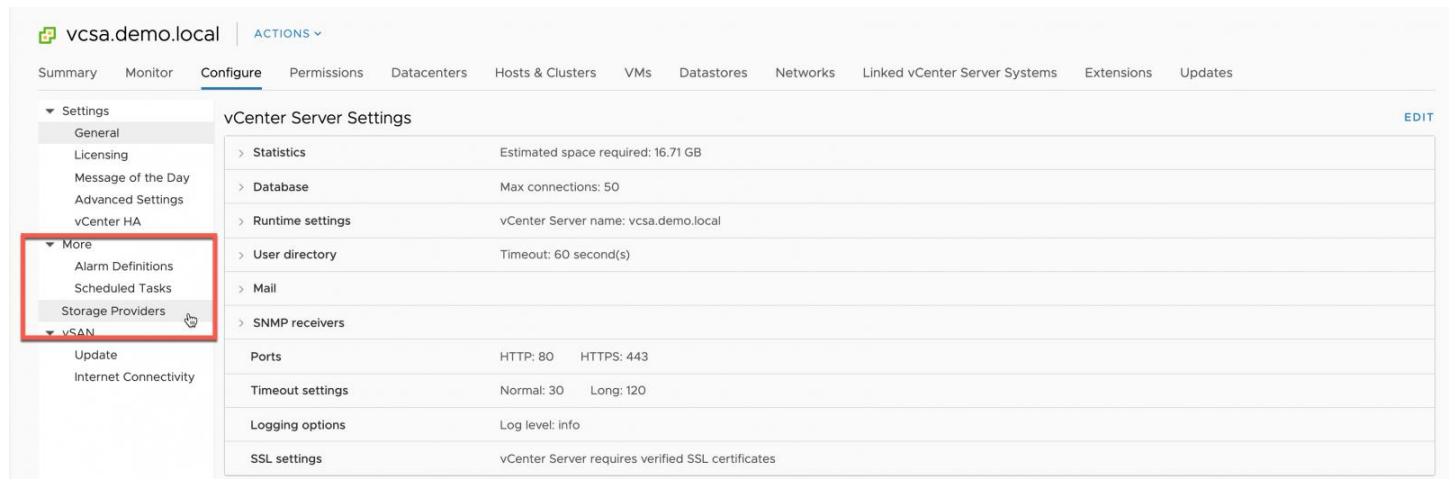 vcsa.demo.local ACTIONS
Summary Monitor Configure Permissions Datacenters Hosts & Clusters VMs Datastores Networks Linked vCenter Server Systems Extensions Updates
Settings
General
Licensing
Message of the Day
Advanced Settings
vCenter HA
More
Alarm Definitions
Scheduled Tasks
Storage Providers
vSAN
Update
Internet Connectivity
vCenter Server Settings EDIT
Statistics Estimated space required: 16.71 GB
Database Max connections: 50
Runtime settings vCenter Server name: vcsa.demo.local
User directory Timeout: 60 second(s)
Mail
SNMP receivers
Ports HTTP: 80 HTTPS: 443
Timeout settings Normal: 30 Long: 120
Logging options Log level: info
SSL settings vCenter Server requires verified SSL certificates